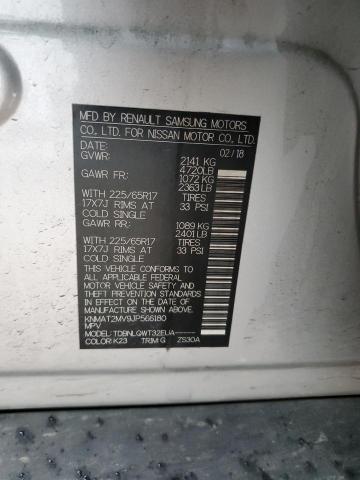 MFD BY RENAULT SAMSUNG MOTORS
CO. LTD. FOR NISSAN MOTOR CO. LTD.
DATE: 02/18
GVWR: 2141 KG
4720LB
GAWR FR: 1072 KG
2363LB
WITH 225/65R17 TIRES
17X7J RIMS AT 33 PSI
COLD SINGLE
GAWR RR: 1089 KG
2401LB
WITH 225/65R17 TIRES
17X7J RIMS AT 33 PSI
COLD SINGLE
THIS VEHICLE CONFORMS TO
ALL APPLICABLE FEDERAL
MOTOR VEHICLE SAFETY AND
STANDARDS IN EFFECT ON THE DATE
OF MANUFACTURE SHOWN ABOVE.
KNMAT2MV9JP566180
MPV
MODEL: TDBNLQWT32EUA-----
COLOR:K23 TRIM:G ZS30A